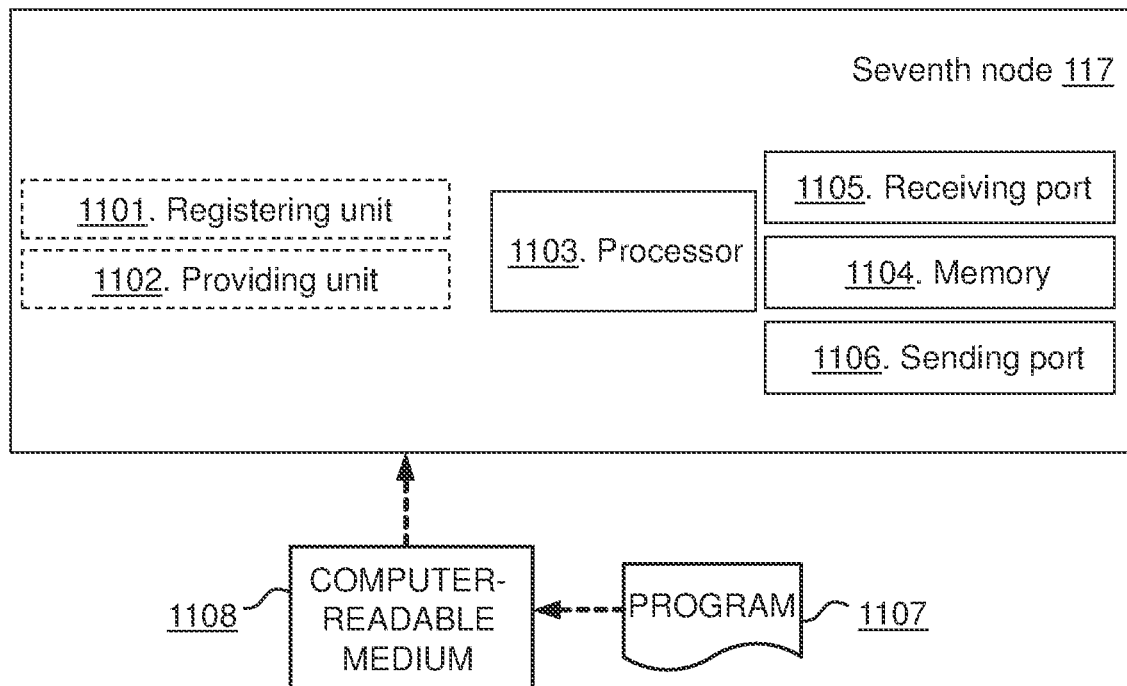 Seventh node 117
1101. Registering unit
1102. Providing unit
1103. Processor
1105. Receiving port
1104. Memory
1106. Sending port
1108
COMPUTER-
READABLE
MEDIUM
PROGRAM
1107